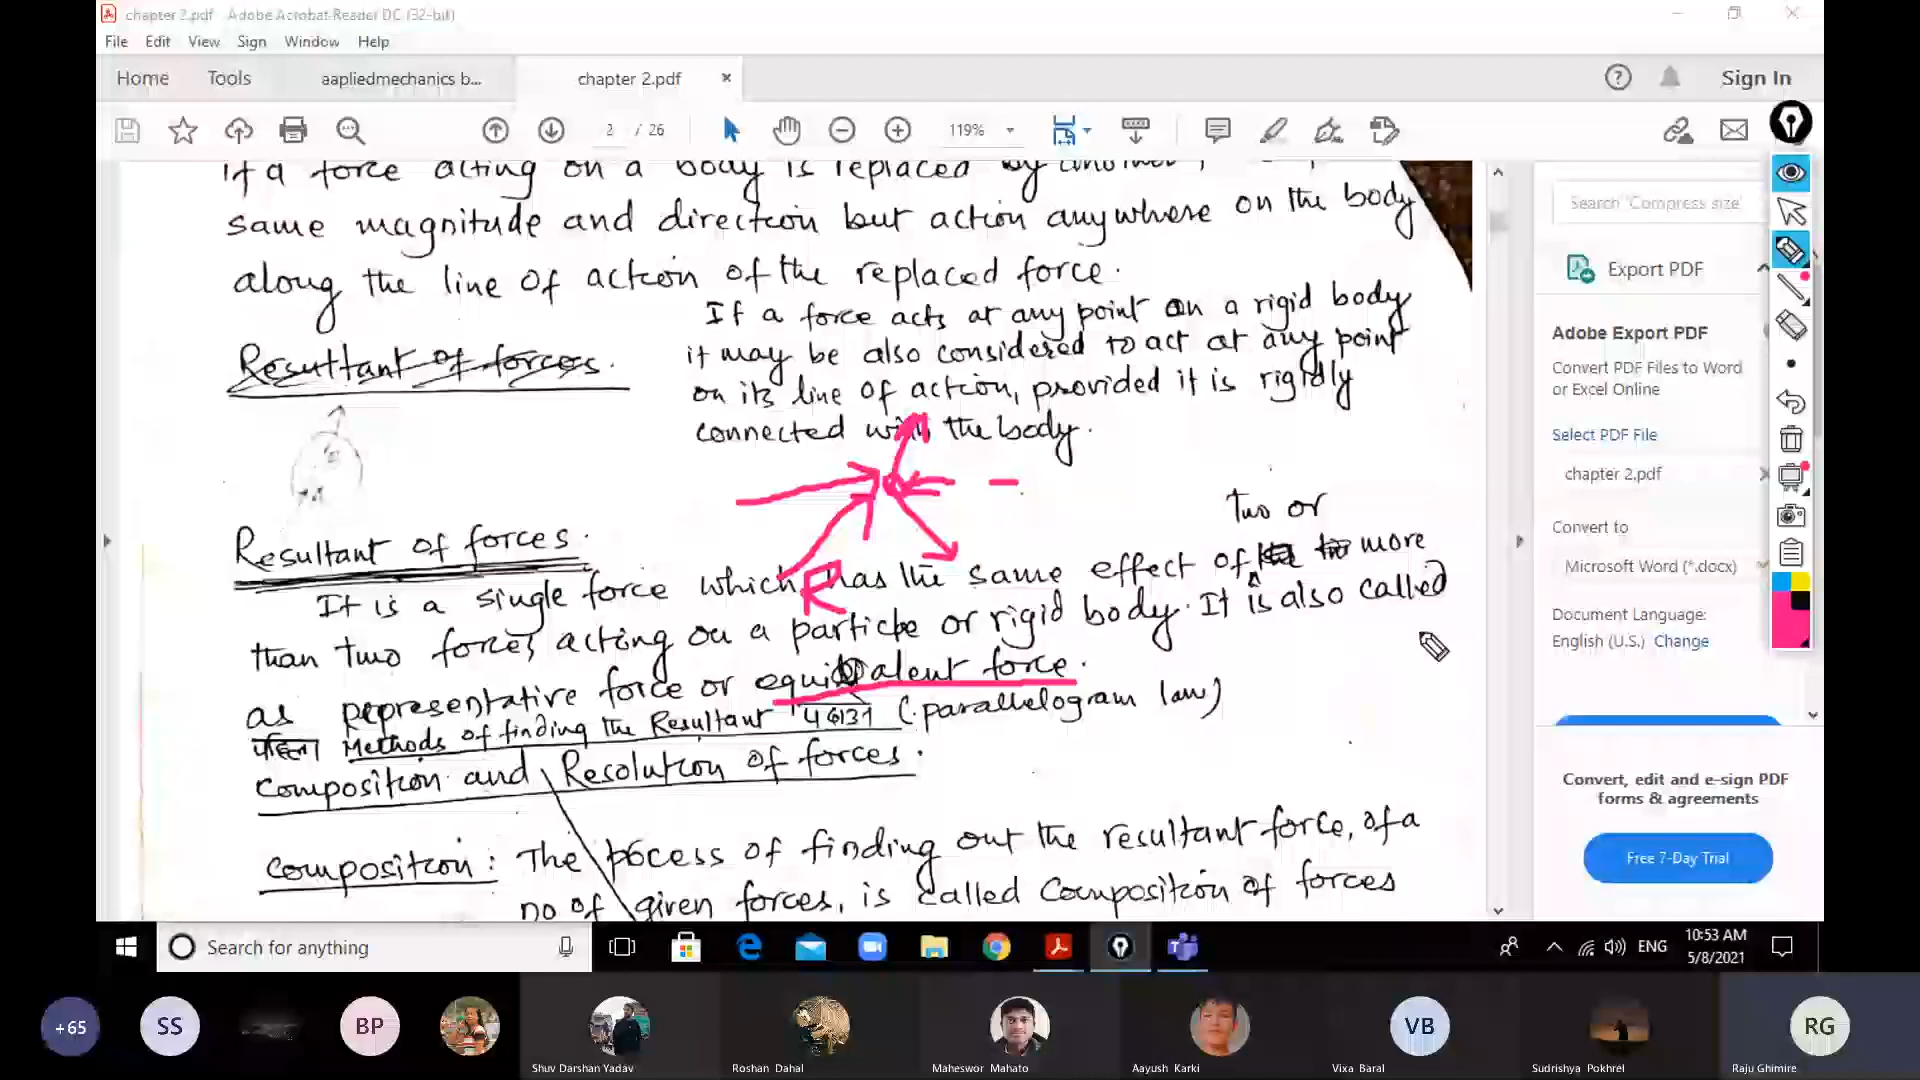 chapter 2.pdf - Adobe Acrobat Reader DC (32-bit)
File Edit View Sign Window Help
Home Tools aapliedmechanics b... chapter 2.pdf × Sign In
2 / 26 119%
If a force acting on a body is replaced by another
same magnitude and direction but action anywhere on the body
along the line of action of the replaced force.
If a force acts at any point on a rigid body
it may be also considered to act at any point
on its line of action, provided it is rigidly
connected with the body.
Resultant of forces.
Resultant of forces.
two or
It is a single force which has the same effect of more
R
than two forces acting on a particle or rigid body. It is also called
as representative force or equivalent force.
Methods of finding the Resultant (parallelogram law)
Composition and Resolution of forces.
Composition: The pocess of finding out the resultant force, of a
no of given forces, is called Composition of forces
Search 'Compress size'
Export PDF
Adobe Export PDF
Convert PDF Files to Word
or Excel Online
Select PDF File
chapter 2.pdf
Convert to
Microsoft Word (*.docx)
Document Language:
English (U.S.) Change
Convert, edit and e-sign PDF
forms & agreements
Free 7-Day Trial
Search for anything
ENG
10:53 AM
5/8/2021
+65 SS BP VB RG
Shuv Darshan Yadav Roshan Dahal Maheswor Mahato Aayush Karki Vixa Baral Sudrishya Pokhrel Raju Ghimire